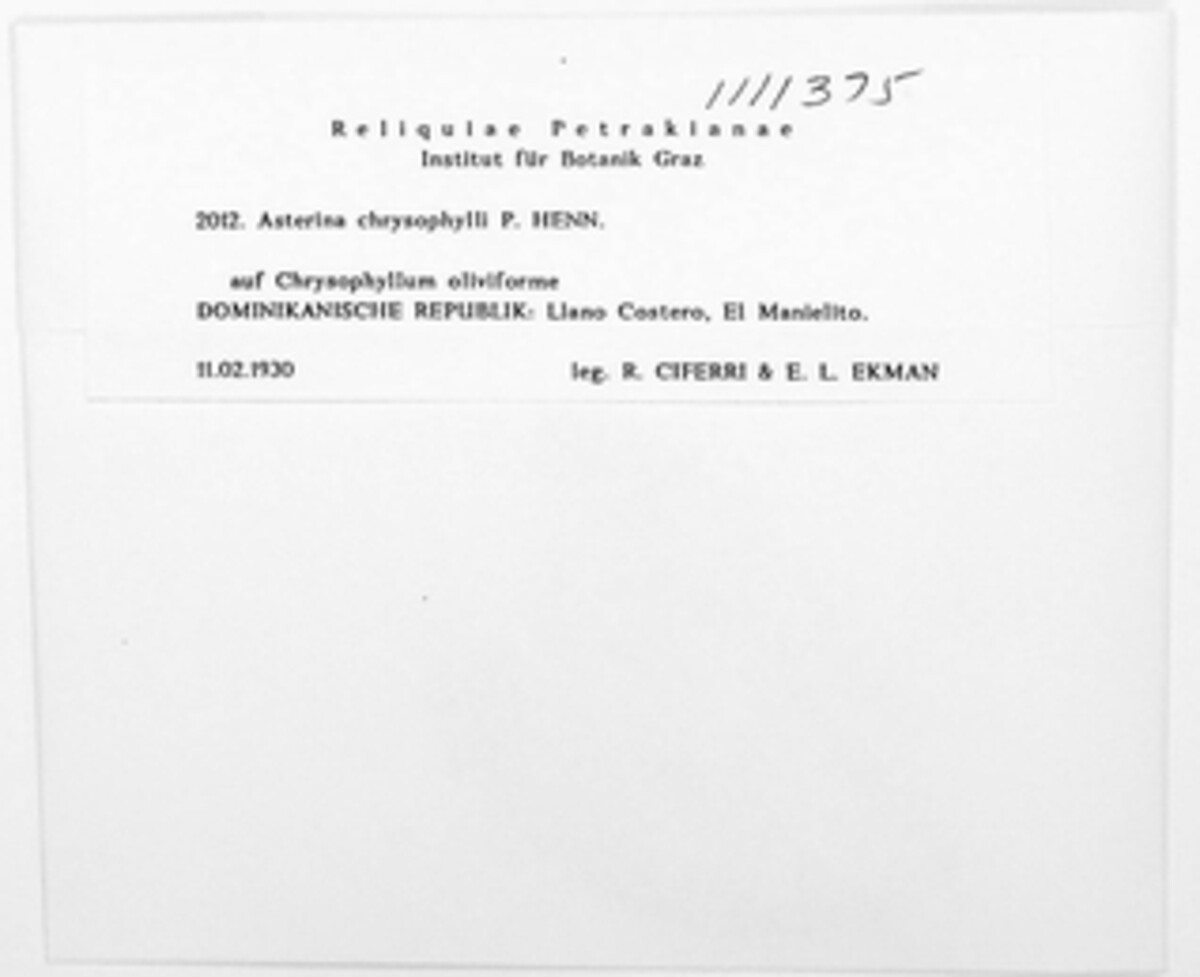 1111375
Reliquiae Petrakianae
Institut für Botanik Graz
2012. Asterina chrysophylli P. HENN.
auf Chrysophyllum oliviforme
DOMINIKANISCHE REPUBLIK: Llano Costero, El Manielito.
11.02.1930 leg. R. CIFERRI & E. L. EKMAN